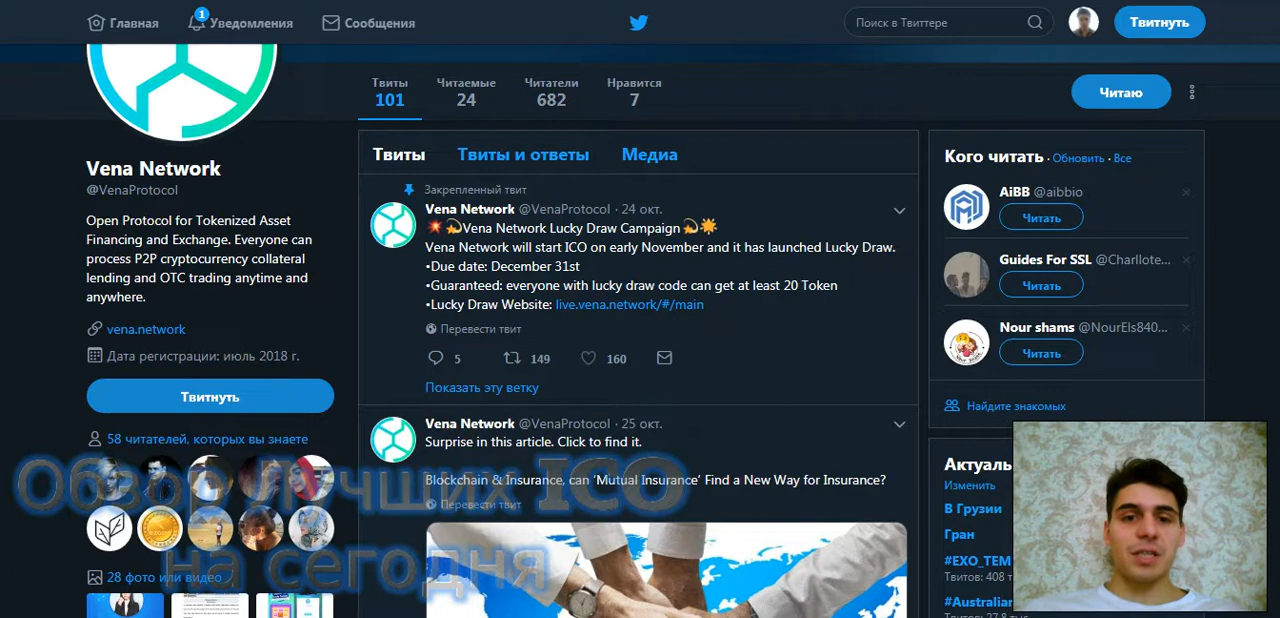 Главная
1
Уведомления
Сообщения
Поиск в Твиттере
Твитнуть
Твиты
101
Читаемые
24
Читатели
682
Нравится
7
Читаю
Vena Network
@VenaProtocol
Open Protocol for Tokenized Asset
Financing and Exchange. Everyone can
process P2P cryptocurrency collateral
lending and OTC trading anytime and
anywhere.
vena.network
Дата регистрации: июль 2018 г.
Твитнуть
58 читателей, которых вы знаете
28 фото или видео
Твиты
Твиты и ответы
Медиа
Закрепленный твит
Vena Network @VenaProtocol · 24 окт.
💥💫Vena Network Lucky Draw Campaign💫🌟
Vena Network will start ICO on early November and it has launched Lucky Draw.
•Due date: December 31st
•Guaranteed: everyone with lucky draw code can get at least 20 Token
•Lucky Draw Website: live.vena.network/#/main
Перевести твит
5
149
160
Показать эту ветку
Vena Network @VenaProtocol · 25 окт.
Surprise in this article. Click to find it.
Blockchain & Insurance, can ‘Mutual Insurance’ Find a New Way for Insurance?
Перевести твит
Кого читать · Обновить · Все
AiBB @aibbio
Читать
Guides For SSL @Charllote...
Читать
Nour shams @NourEls840...
Читать
Найдите знакомых
Актуаль
Изменить
В Грузии
Гран
#EXO_TEM
Твитов: 408 т
#Australian
Твитов: 27,8 тыс
Обзор Лучших ICO
на сегодня